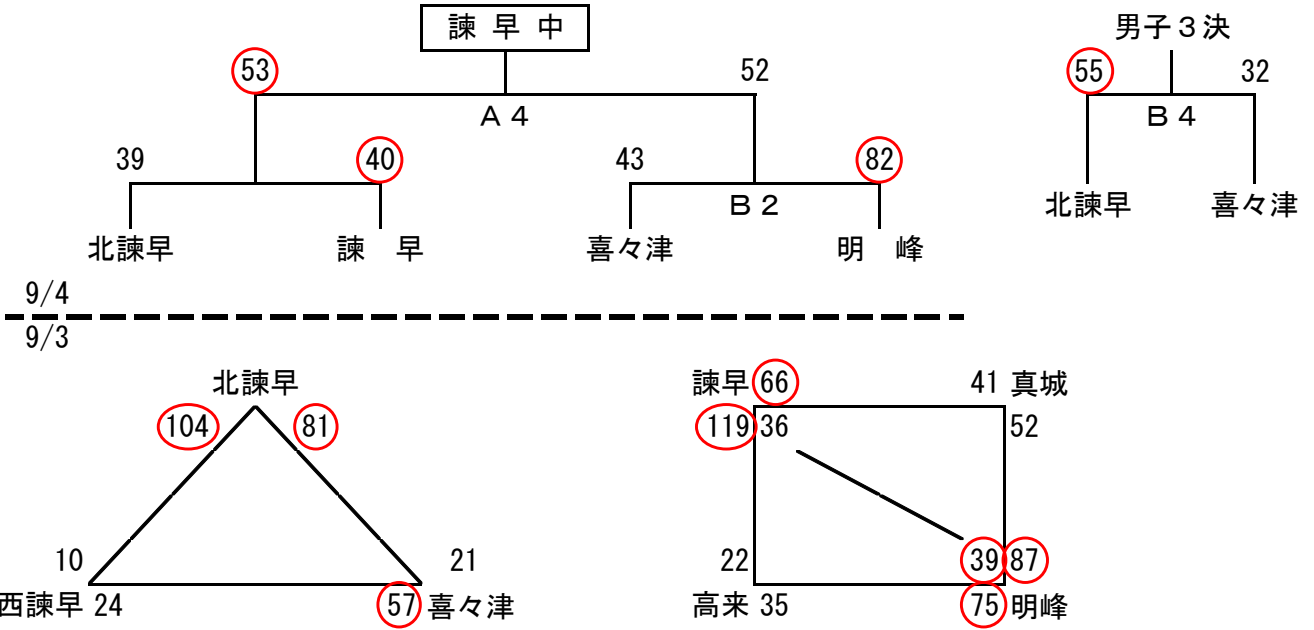 諫 早 中
男子３決
53
52
55
32
Ａ４
Ｂ４
39
40
43
82
Ｂ２
北諫早
喜々津
北諫早
諫 早
喜々津
明 峰
9/4
9/3
北諫早
諫早
66
41
真城
104
81
119
36
52
10
21
22
39
87
西諫早
24
57
喜々津
高来
35
75
明峰